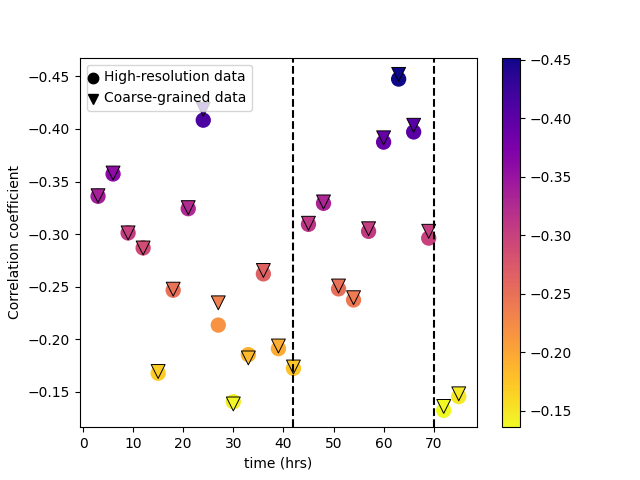 High-resolution data
Coarse-grained data
Correlation coefficient
−0.45
−0.40
−0.35
−0.30
−0.25
−0.20
−0.15
0 10 20 30 40 50 60 70
time (hrs)
−0.45
−0.40
−0.35
−0.30
−0.25
−0.20
−0.15